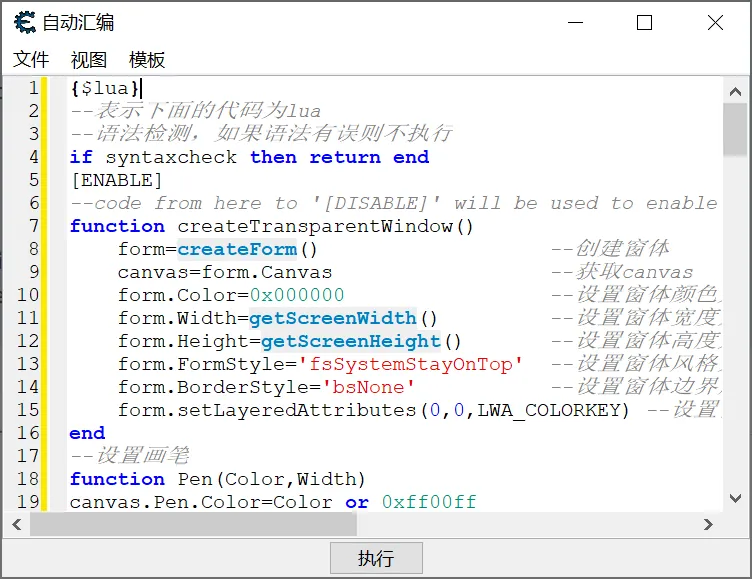 自动汇编
文件 视图 模板
1 {$lua}
2 --表示下面的代码为lua
3 --语法检测，如果语法有误则不执行
4 if syntaxcheck then return end
5 [ENABLE]
6 --code from here to '[DISABLE]' will be used to enable
7 function createTransparentWindow()
8 form=createForm() --创建窗体
9 canvas=form.Canvas --获取canvas
10 form.Color=0x000000 --设置窗体颜色
11 form.Width=getScreenWidth() --设置窗体宽度
12 form.Height=getScreenHeight() --设置窗体高度
13 form.FormStyle='fsSystemStayOnTop' --设置窗体风格
14 form.BorderStyle='bsNone' --设置窗体边界
15 form.setLayeredAttributes(0,0,LWA_COLORKEY) --设置
16 end
17 --设置画笔
18 function Pen(Color,Width)
19 canvas.Pen.Color=Color or 0xff00ff
执行